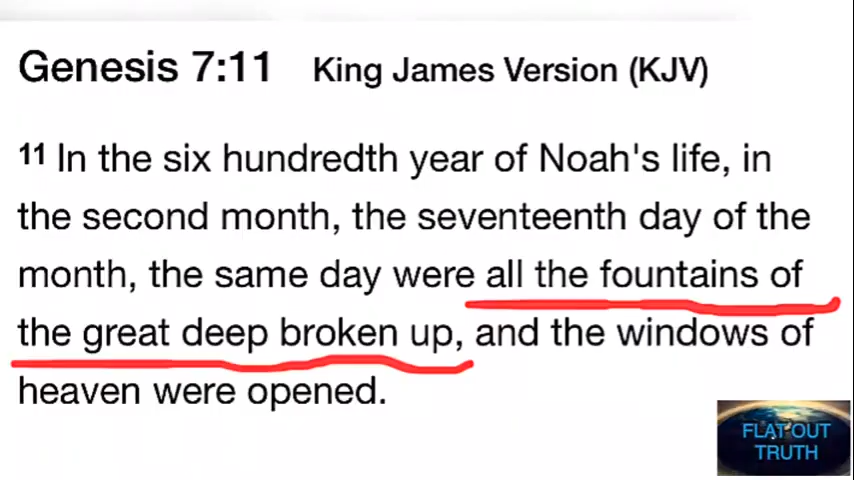 Genesis 7:11 King James Version (KJV)
11 In the six hundredth year of Noah's life, in
the second month, the seventeenth day of the
month, the same day were all the fountains of
the great deep broken up, and the windows of
heaven were opened.
FLAT OUT
TRUTH